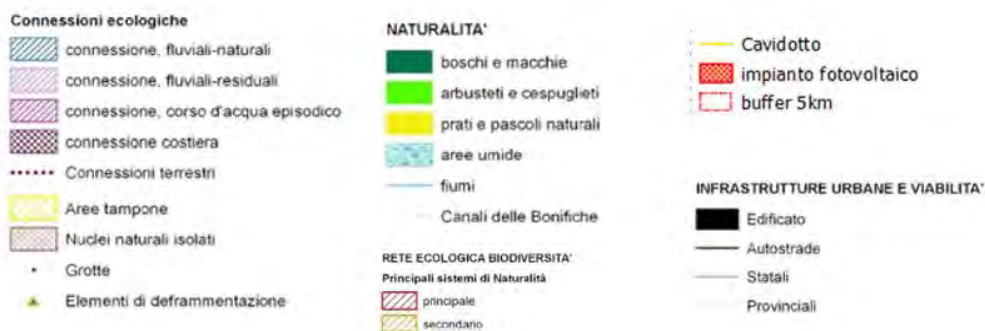 Connessioni ecologiche
connessione, fluviali-naturali
connessione, fluviali-residuali
connessione, corso d'acqua episodico
connessione costiera
Connessioni terrestri
Aree tampone
Nuclei naturali isolati
Grotte
Elementi di deframmentazione
NATURALITA'
boschi e macchie
arbusteti e cespuglieti
prati e pascoli naturali
aree umide
fiumi
Canali delle Bonifiche
RETE ECOLOGICA BIODIVERSITA'
Principali sistemi di Naturalità
principale
secondario
Cavidotto
impianto fotovoltaico
buffer 5km
INFRASTRUTTURE URBANE E VIABILITA'
Edificato
Autostrade
Statali
Provinciali